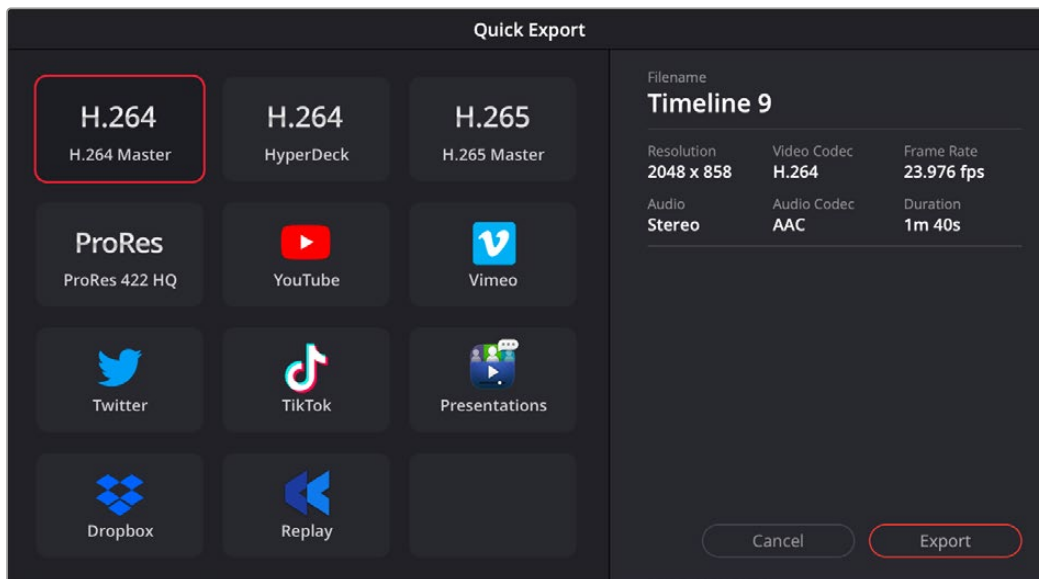 Quick Export
H.264
H.264 Master
H.264
HyperDeck
H.265
H.265 Master
ProRes
ProRes 422 HQ
YouTube
Vimeo
Twitter
TikTok
Presentations
Dropbox
Replay
Filename
Timeline 9
Resolution
2048 x 858
Video Codec
H.264
Frame Rate
23.976 fps
Audio
Stereo
Audio Codec
AAC
Duration
1m 40s
Cancel
Export